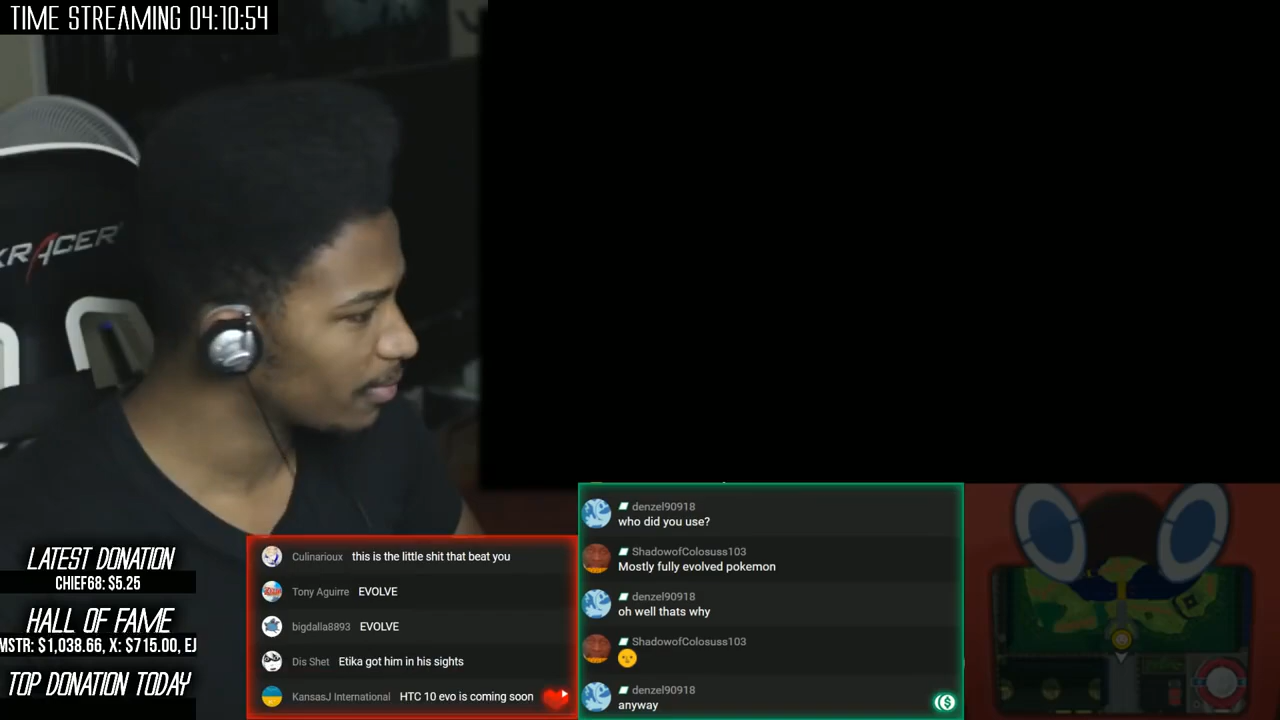 TIME STREAMING 04:10:54
XRACER
LATEST DONATION
CHIEF68: $5.25
HALL OF FAME
MSTR: $1,038.66, X: $715.00, EJ
TOP DONATION TODAY
Culinarioux this is the little shit that beat you
Tony Aguirre EVOLVE
bigdalla8893 EVOLVE
Dis Shet Etika got him in his sights
KansasJ International HTC 10 evo is coming soon
denzel90918
who did you use?
ShadowofColosuss103
Mostly fully evolved pokemon
denzel90918
oh well thats why
ShadowofColosuss103
denzel90918
anyway